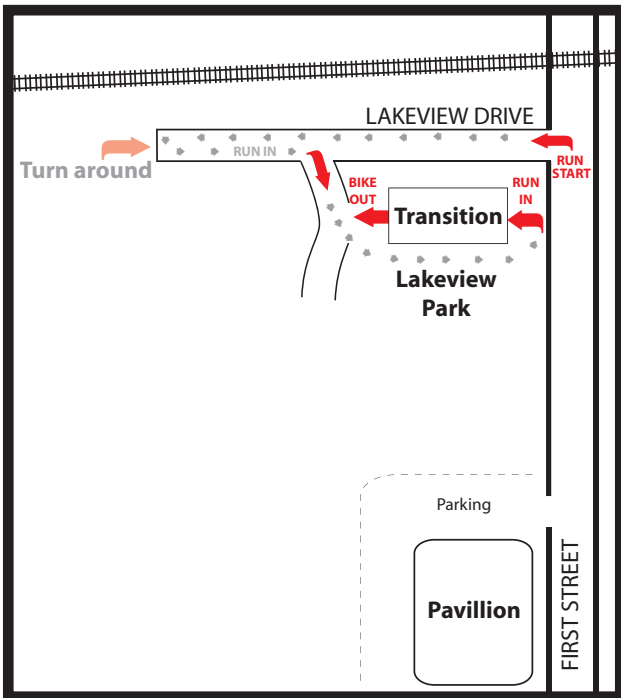 LAKEVIEW DRIVE
RUN IN
Turn around
RUN
START
BIKE
OUT
RUN
IN
Transition
Lakeview
Park
Parking
Pavillion
FIRST STREET